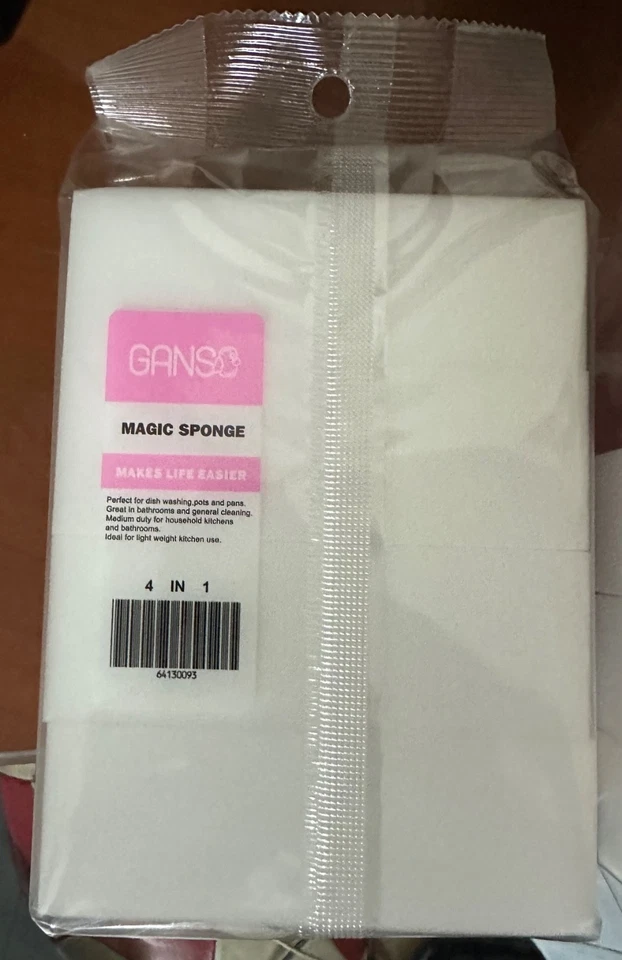 GANSO
MAGIC SPONGE
MAKES LIFE EASIER
Perfect for dish washing,pots and pans.
Great in bathrooms and general cleaning.
Medium duty for household kitchens
and bathrooms.
Ideal for light weight kitchen use.
4 IN 1
64130093